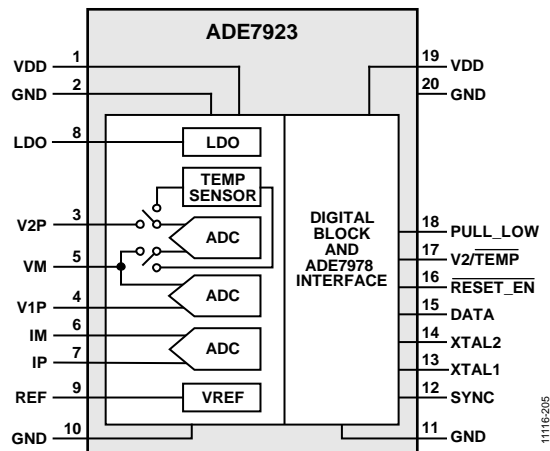 ADE7923
VDD 1
GND 2
LDO 8
V2P 3
VM 5
V1P 4
IM 6
IP 7
REF 9
GND 10
LDO
TEMP
SENSOR
ADC
ADC
ADC
VREF
DIGITAL
BLOCK
AND
ADE7978
INTERFACE
19 VDD
20 GND
18 PULL_LOW
17 V2/TEMP
16 RESET_EN
15 DATA
14 XTAL2
13 XTAL1
12 SYNC
11 GND
11116-205